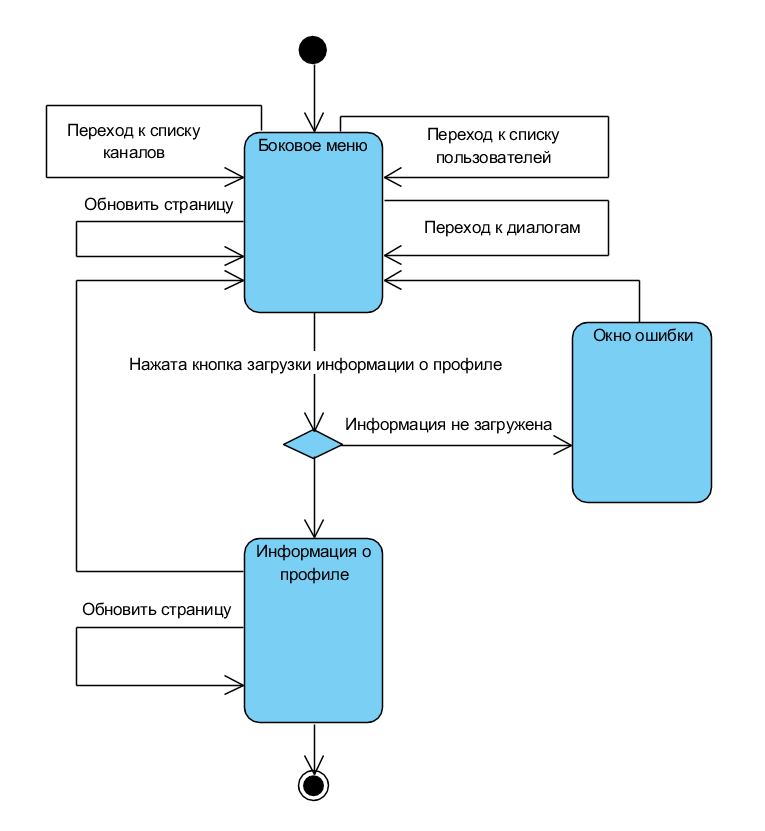 Переход к списку
каналов
Боковое меню
Переход к списку
пользователей
Обновить страницу
Переход к диалогам
Окно ошибки
Нажата кнопка загрузки информации о профиле
Информация не загружена
Информация о
профиле
Обновить страницу